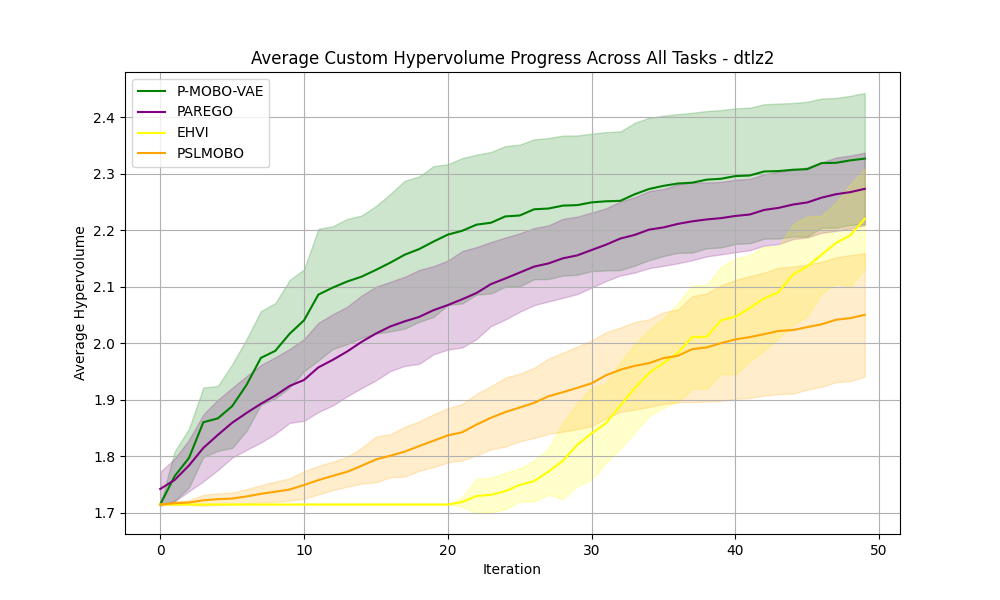 Average Custom Hypervolume Progress Across All Tasks - dtlz2
P-MOBO-VAE
PAREGO
EHVI
PSLMOBO
Average Hypervolume
2.4
2.3
2.2
2.1
2.0
1.9
1.8
1.7
0 10 20 30 40 50
Iteration